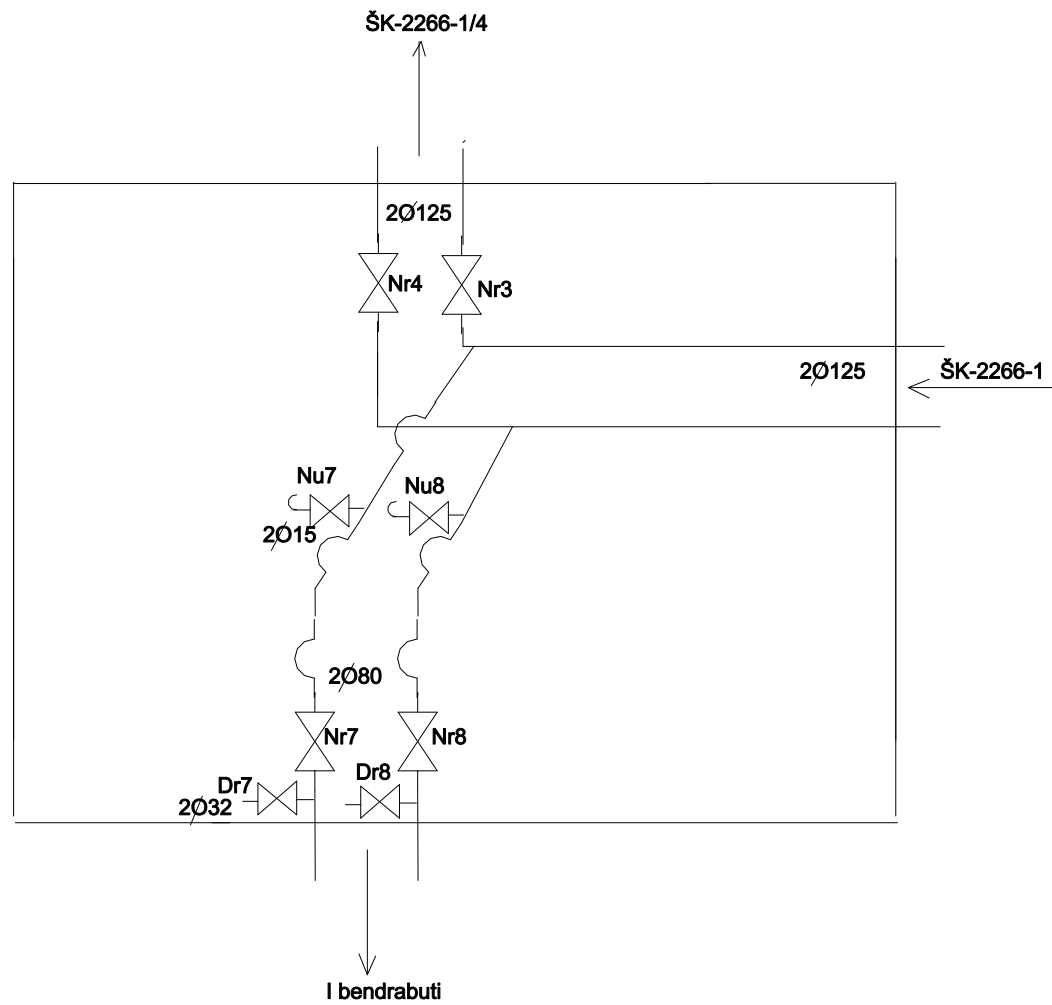 ŠK-2266-1/4
2Ø125
Nr4
Nr3
2Ø125
ŠK-2266-1
Nu7
Nu8
2Ø15
2Ø80
Nr7
Nr8
Dr7
Dr8
2Ø32
I bendrabuti